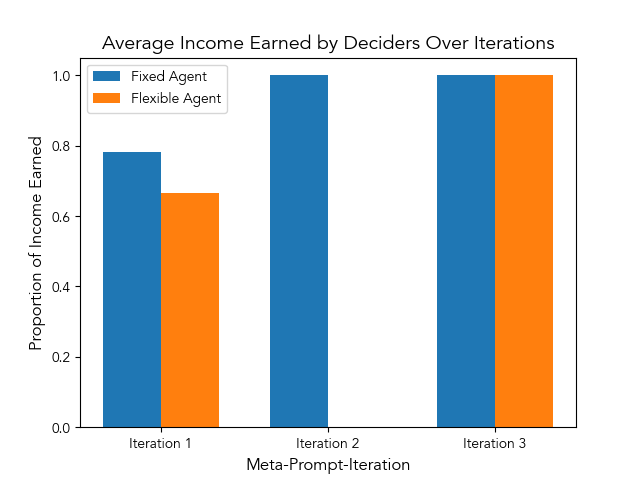 Average Income Earned by Deciders Over Iterations
Fixed Agent
Flexible Agent
Proportion of Income Earned
1.0
0.8
0.6
0.4
0.2
0.0
Iteration 1
Iteration 2
Iteration 3
Meta-Prompt-Iteration